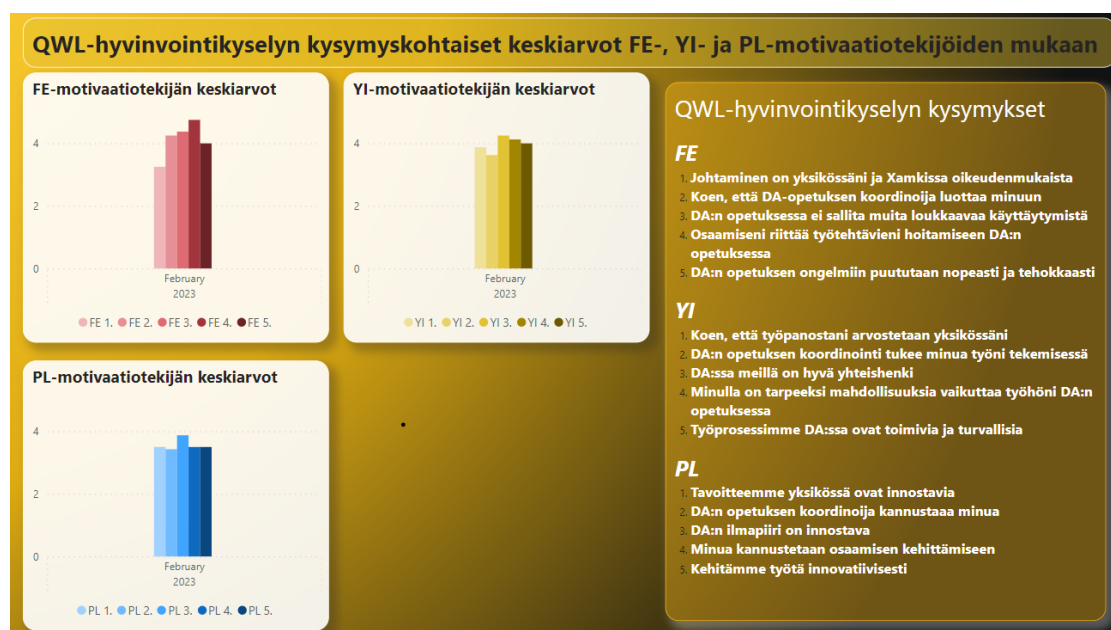 QWL-hyvinvointikyselyn kysymyskohtaiset keskiarvot FE-, YI- ja PL-motivaatiotekijöiden mukaan
FE-motivaatiotekijän keskiarvot
4
2
0
February
2023
FE 1. FE 2. FE 3. FE 4. FE 5.
YI-motivaatiotekijän keskiarvot
4
2
0
February
2023
YI 1. YI 2. YI 3. YI 4. YI 5.
PL-motivaatiotekijän keskiarvot
4
2
0
February
2023
PL 1. PL 2. PL 3. PL 4. PL 5.
QWL-hyvinvointikyselyn kysymykset
FE
1. Johtaminen on yksikössäni ja Xamkissa oikeudenmukaista
2. Koen, että DA-opetuksen koordinoija luottaa minuun
3. DA:n opetuksessa ei sallita muita loukkaavaa käyttäytymistä
4. Osaamiseni riittää työtehtävieni hoitamiseen DA:n
opetuksessa
5. DA:n opetuksen ongelmiin puututaan nopeasti ja tehokkaasti
YI
1. Koen, että työpanostani arvostetaan yksikössäni
2. DA:n opetuksen koordinointi tukee minua työni tekemisessä
3. DA:ssa meillä on hyvä yhteishenki
4. Minulla on tarpeeksi mahdollisuuksia vaikuttaa työhöni DA:n
opetuksessa
5. Työprosessimme DA:ssa ovat toimivia ja turvallisia
PL
1. Tavoitteemme yksikössä ovat innostavia
2. DA:n opetuksen koordinoija kannustaaa minua
3. DA:n ilmapiiri on innostava
4. Minua kannustetaan osaamisen kehittämiseen
5. Kehitämme työtä innovatiivisesti